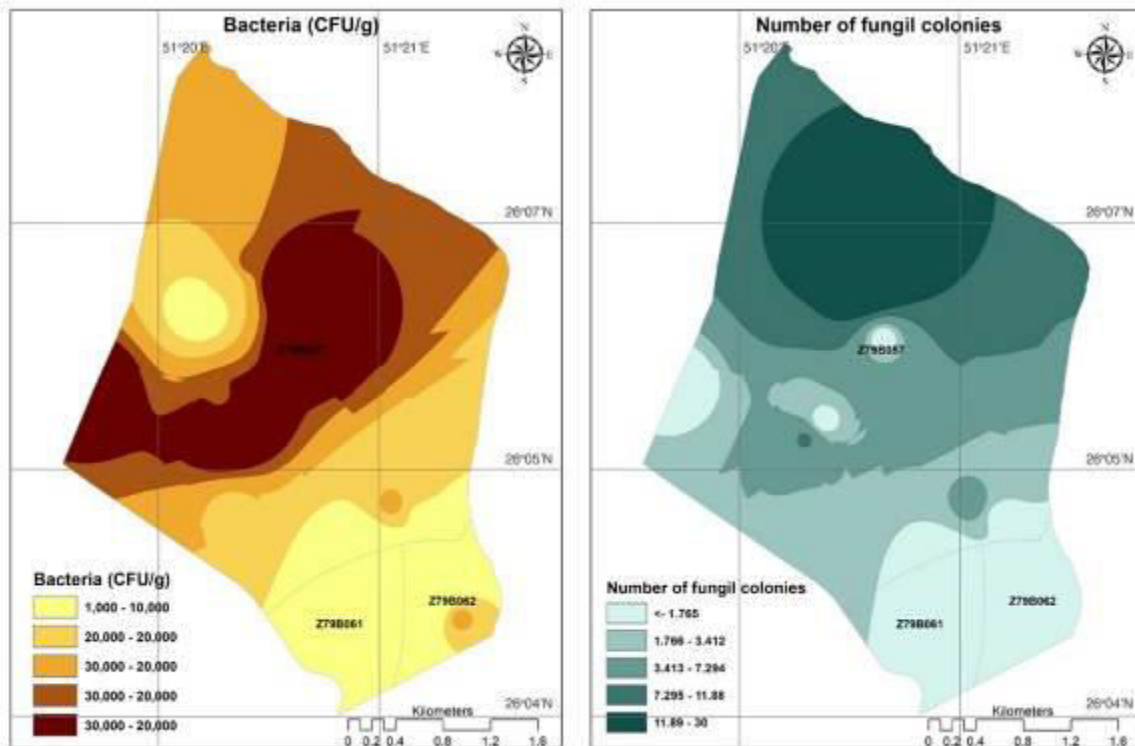 Bacteria (CFU/g)
51°20'E
51°21'E
N
W
E
S
26°07'N
26°05'N
Z79B061
Z79B062
26°04'N
Bacteria (CFU/g)
1,000 - 10,000
20,000 - 20,000
30,000 - 20,000
30,000 - 20,000
30,000 - 20,000
Kilometers
0 0.2 0.4 0.8 1.2 1.6
Number of fungil colonies
51°20'
51°21'E
N
W
E
S
26°07'N
Z79B057
26°05'N
Z79B061
Z79B062
26°04'N
Number of fungil colonies
<- 1.765
1.766 - 3.412
3.413 - 7.294
7.295 - 11.88
11.89 - 30
Kilometers
0 0.2 0.4 0.8 1.2 1.6